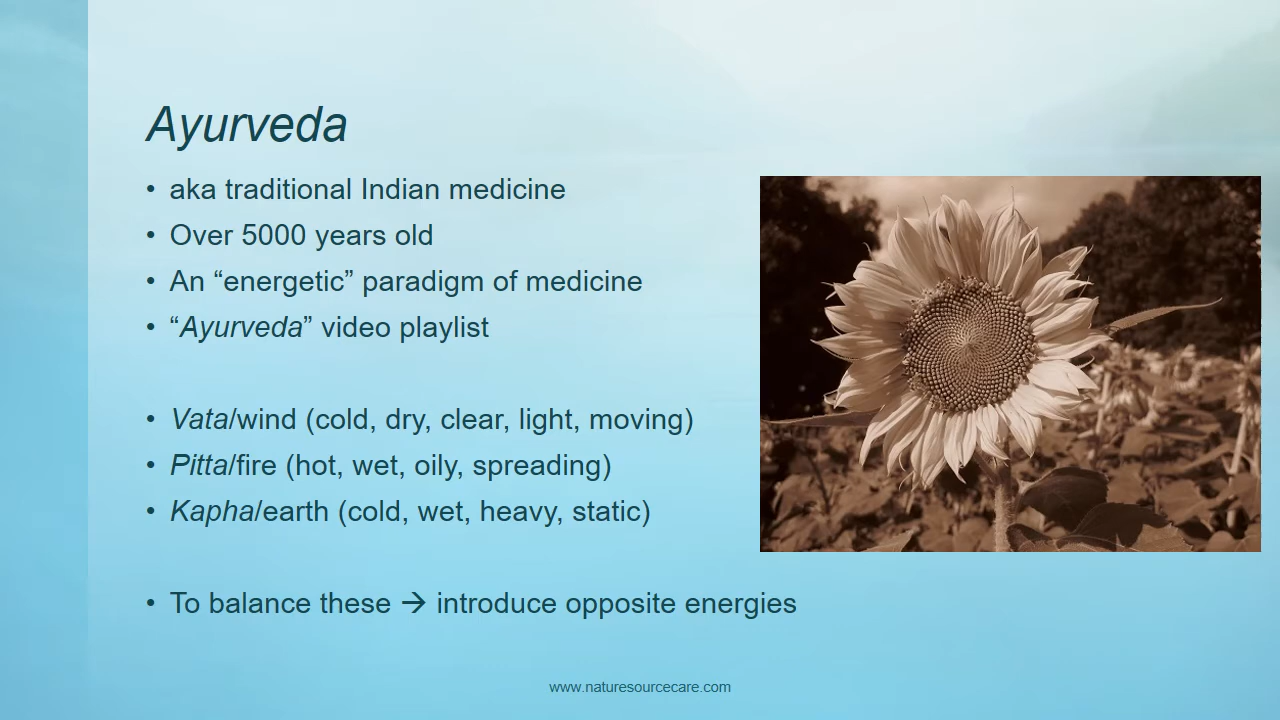 Ayurveda
• aka traditional Indian medicine
• Over 5000 years old
• An “energetic” paradigm of medicine
• “Ayurveda” video playlist
• Vata/wind (cold, dry, clear, light, moving)
• Pitta/fire (hot, wet, oily, spreading)
• Kapha/earth (cold, wet, heavy, static)
• To balance these → introduce opposite energies
www.naturesourcecare.com